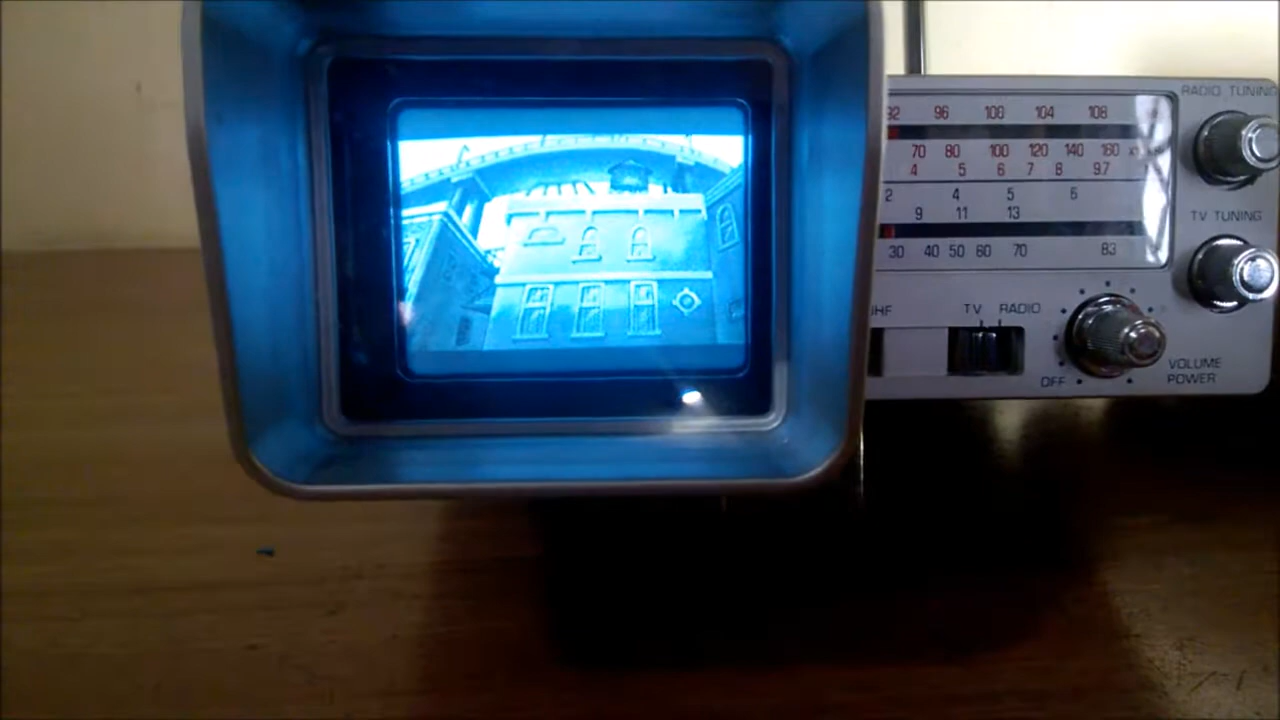 RADIO TUNING
92 96 100 104 108
70 80 100 120 140 160
4 5 6 7 8 9.7
2 4 5 6
9 11 13
TV TUNING
30 40 50 60 70 83
TV RADIO
OFF
VOLUME
POWER